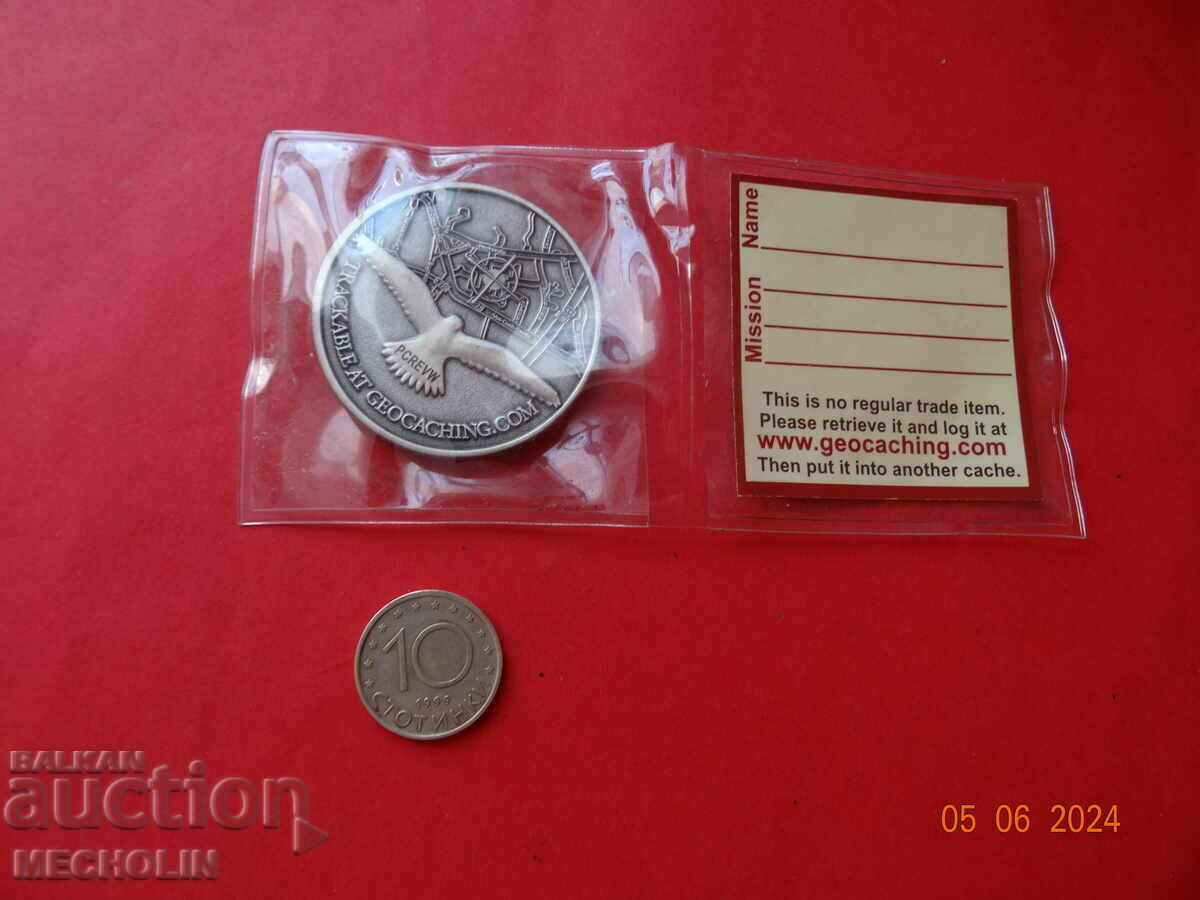 TRACKABLE AT GEOCACHING.COM
PCREVW
Name
Mission
This is no regular trade item.
Please retrieve it and log it at
www.geocaching.com
Then put it into another cache.
10
1999
СТОТИНКИ
BALKAN
auction
MECHOLIN
05 06 2024